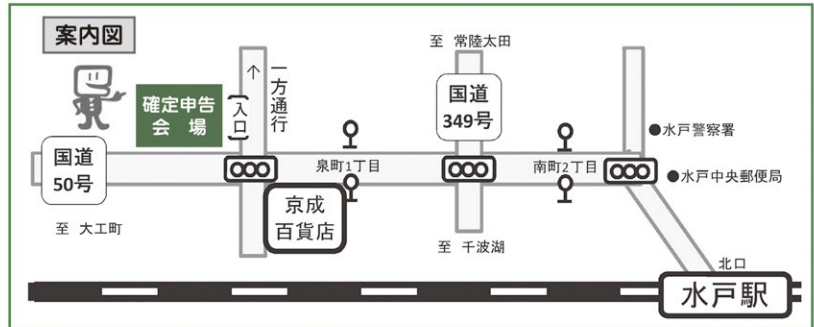 案内図
至 常陸太田
↑
一方通行
確定申告
会 場
【入口】
国道
349号
●水戸警察署
国道
50号
泉町1丁目
南町2丁目
●水戸中央郵便局
京成
百貨店
至 大工町
至 千波湖
北口
水戸駅